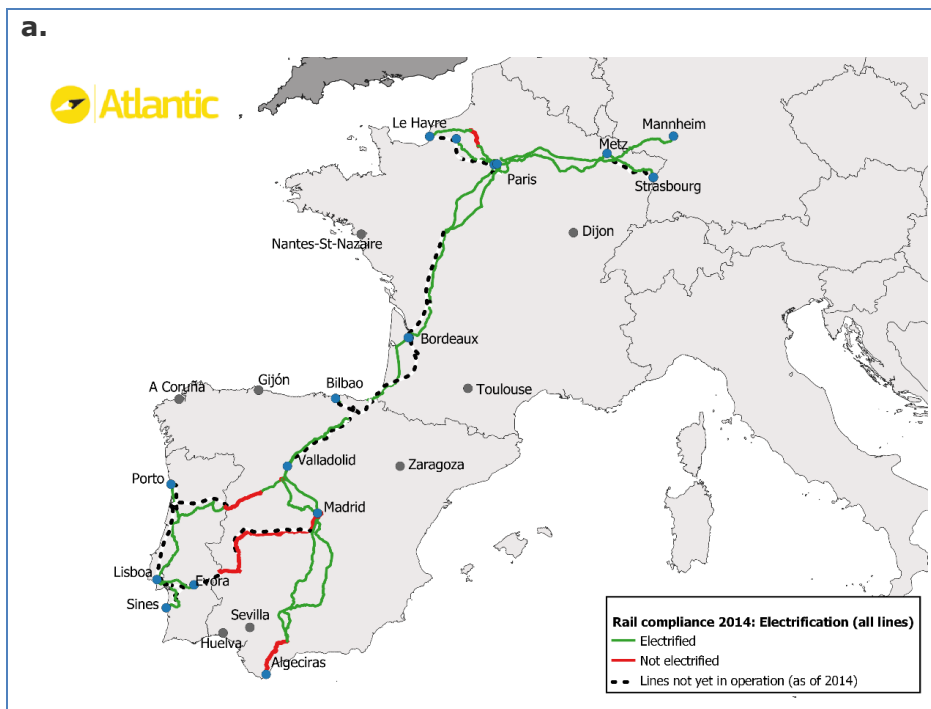 a.
Atlantic
Le Havre
Mannheim
Metz
Paris
Strasbourg
Nantes-St-Nazaire
Dijon
Bordeaux
A Coruña
Gijón
Bilbao
Toulouse
Valladolid
Zaragoza
Porto
Madrid
Lisboa
Evora
Sines
Sevilla
Huelva
Algeciras
Rail compliance 2014: Electrification (all lines)
Electrified
Not electrified
Lines not yet in operation (as of 2014)